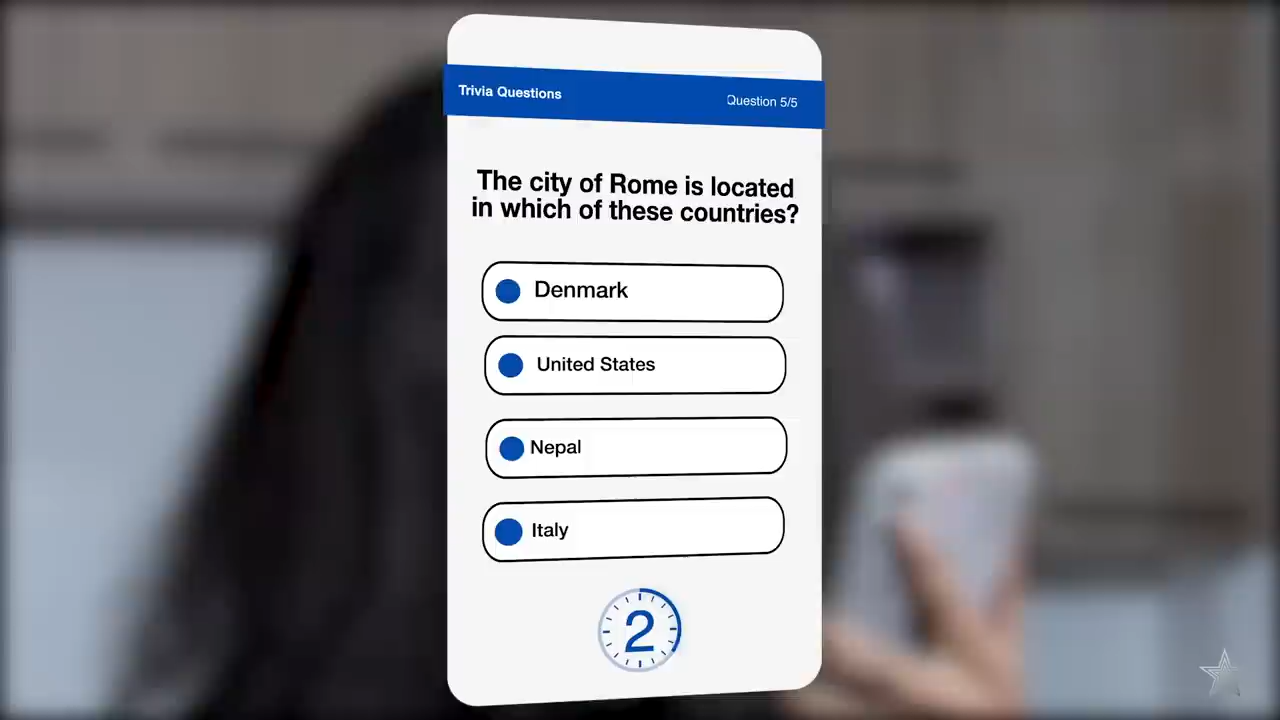 Trivia Questions
Question 5/5
The city of Rome is located
in which of these countries?
Denmark
United States
Nepal
Italy
2